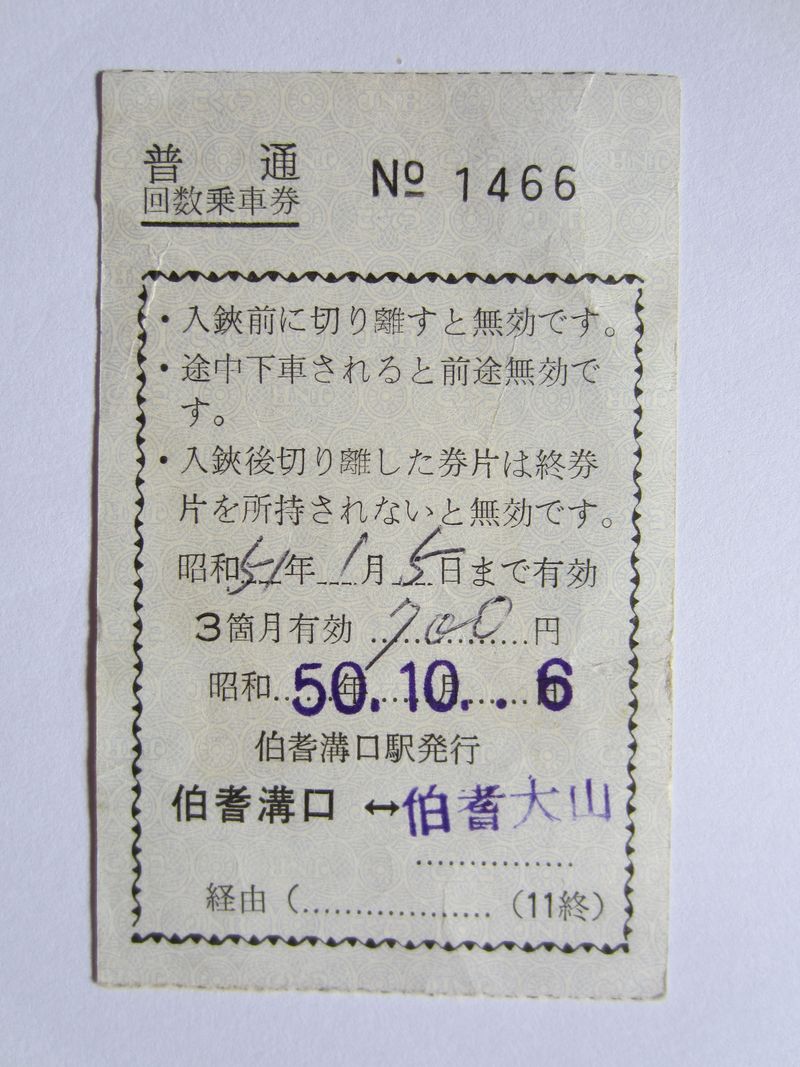 普通
回数乗車券
№ 1466
・入鋏前に切り離すと無効です。
・途中下車されると前途無効で
す。
・入鋏後切り離した券片は終券
片を所持されないと無効です。
昭和51年1月5日まで有効
3箇月有効 700円
昭和50年10月6日
伯耆溝口駅発行
伯耆溝口 ↔ 伯耆大山
経由 (.................. (11終)